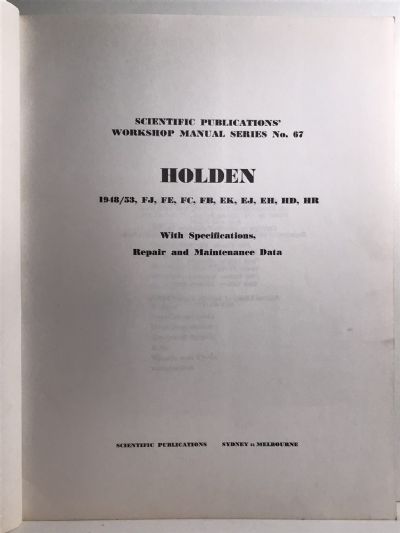 SCIENTIFIC PUBLICATIONS'
WORKSHOP MANUAL SERIES No. 67
HOLDEN
1948/53, FJ, FE, FC, FB, EK, EJ, EH, HD, HR
With Specifications,
Repair and Maintenance Data
SCIENTIFIC PUBLICATIONS SYDNEY :: MELBOURNE